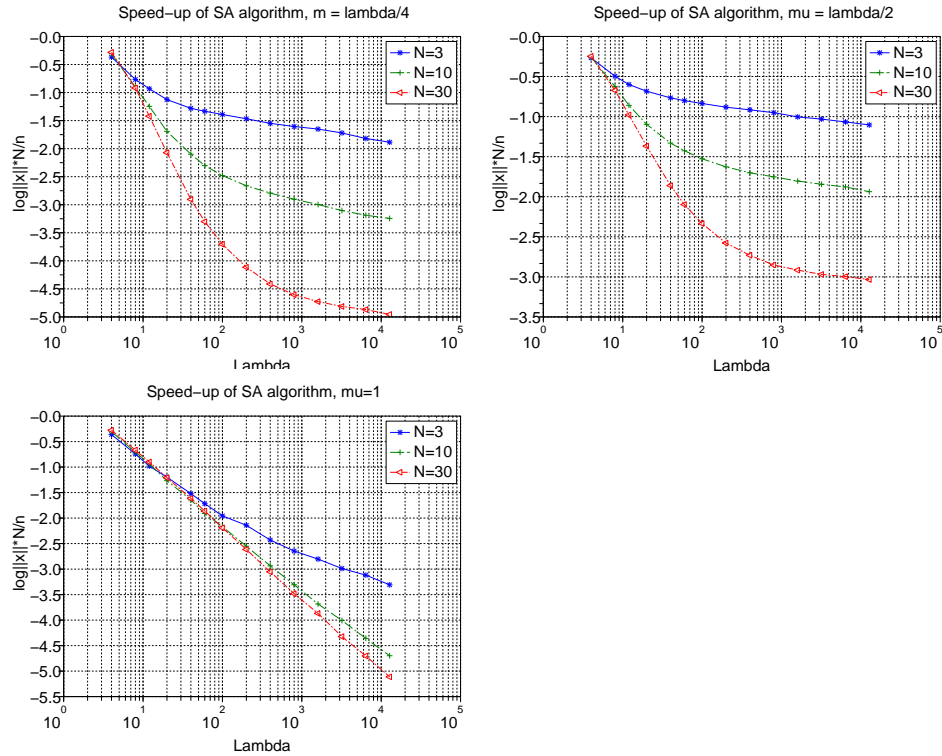 Speed-up of SA algorithm, m = lambda/4
-0.0
-0.5
-1.0
-1.5
-2.0
-2.5
-3.0
-3.5
-4.0
-4.5
-5.0
log||x||*N/n
N=3
N=10
N=30
10^0 10^1 10^2 10^3 10^4 10^5
Lambda
Speed-up of SA algorithm, mu = lambda/2
-0.0
-0.5
-1.0
-1.5
-2.0
-2.5
-3.0
-3.5
log||x||*N/n
N=3
N=10
N=30
10^0 10^1 10^2 10^3 10^4 10^5
Lambda
Speed-up of SA algorithm, mu=1
-0.0
-0.5
-1.0
-1.5
-2.0
-2.5
-3.0
-3.5
-4.0
-4.5
-5.0
-5.5
log||x||*N/n
N=3
N=10
N=30
10^0 10^1 10^2 10^3 10^4 10^5
Lambda